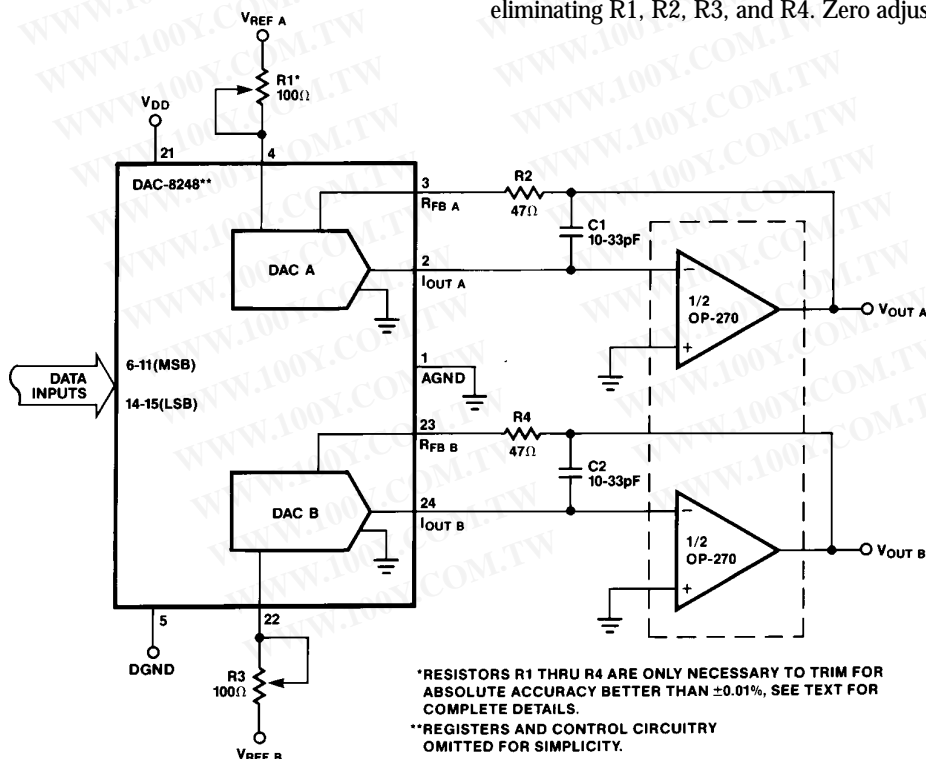 eliminating R1, R2, R3, and R4. Zero adjus
VREF A
R1*
100Ω
VDD
21
4
DAC-8248**
3
RFB A
R2
47Ω
C1
10-33pF
DAC A
2
IOUT A
1/2
OP-270
−
+
VOUT A
1
AGND
DATA
INPUTS
6-11(MSB)
14-15(LSB)
23
RFB B
R4
47Ω
C2
10-33pF
DAC B
24
IOUT B
1/2
OP-270
−
+
VOUT B
5
DGND
22
R3
100Ω
VREF B
*RESISTORS R1 THRU R4 ARE ONLY NECESSARY TO TRIM FOR
ABSOLUTE ACCURACY BETTER THAN ±0.01%, SEE TEXT FOR
COMPLETE DETAILS.
**REGISTERS AND CONTROL CIRCUITRY
OMITTED FOR SIMPLICITY.
WWW.100Y.COM.TW